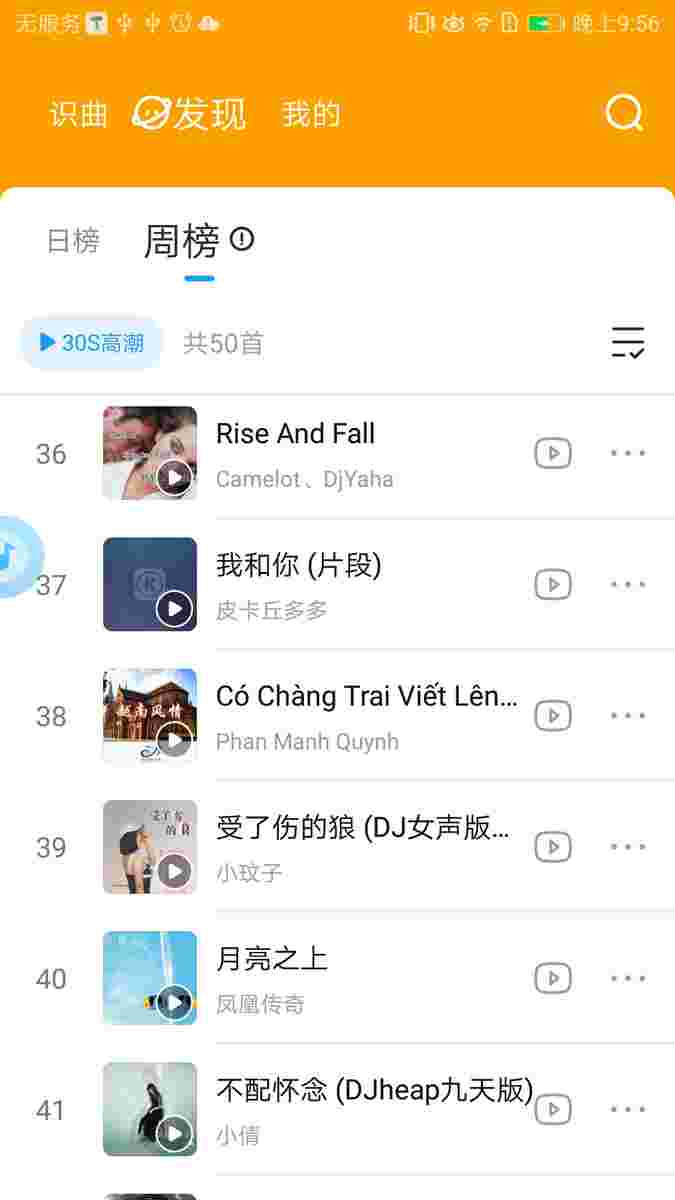 无服务
晚上9:56
识曲 发现 我的
日榜 周榜
30S高潮 共50首
36
Rise And Fall
Camelot、DjYaha
37
我和你 (片段)
皮卡丘多多
38
越南风情
Có Chàng Trai Viết Lên...
Phan Manh Quynh
39
受了伤的狼 (DJ女声版...
小玟子
40
月亮之上
凤凰传奇
41
不配怀念 (DJheap九天版)
小倩